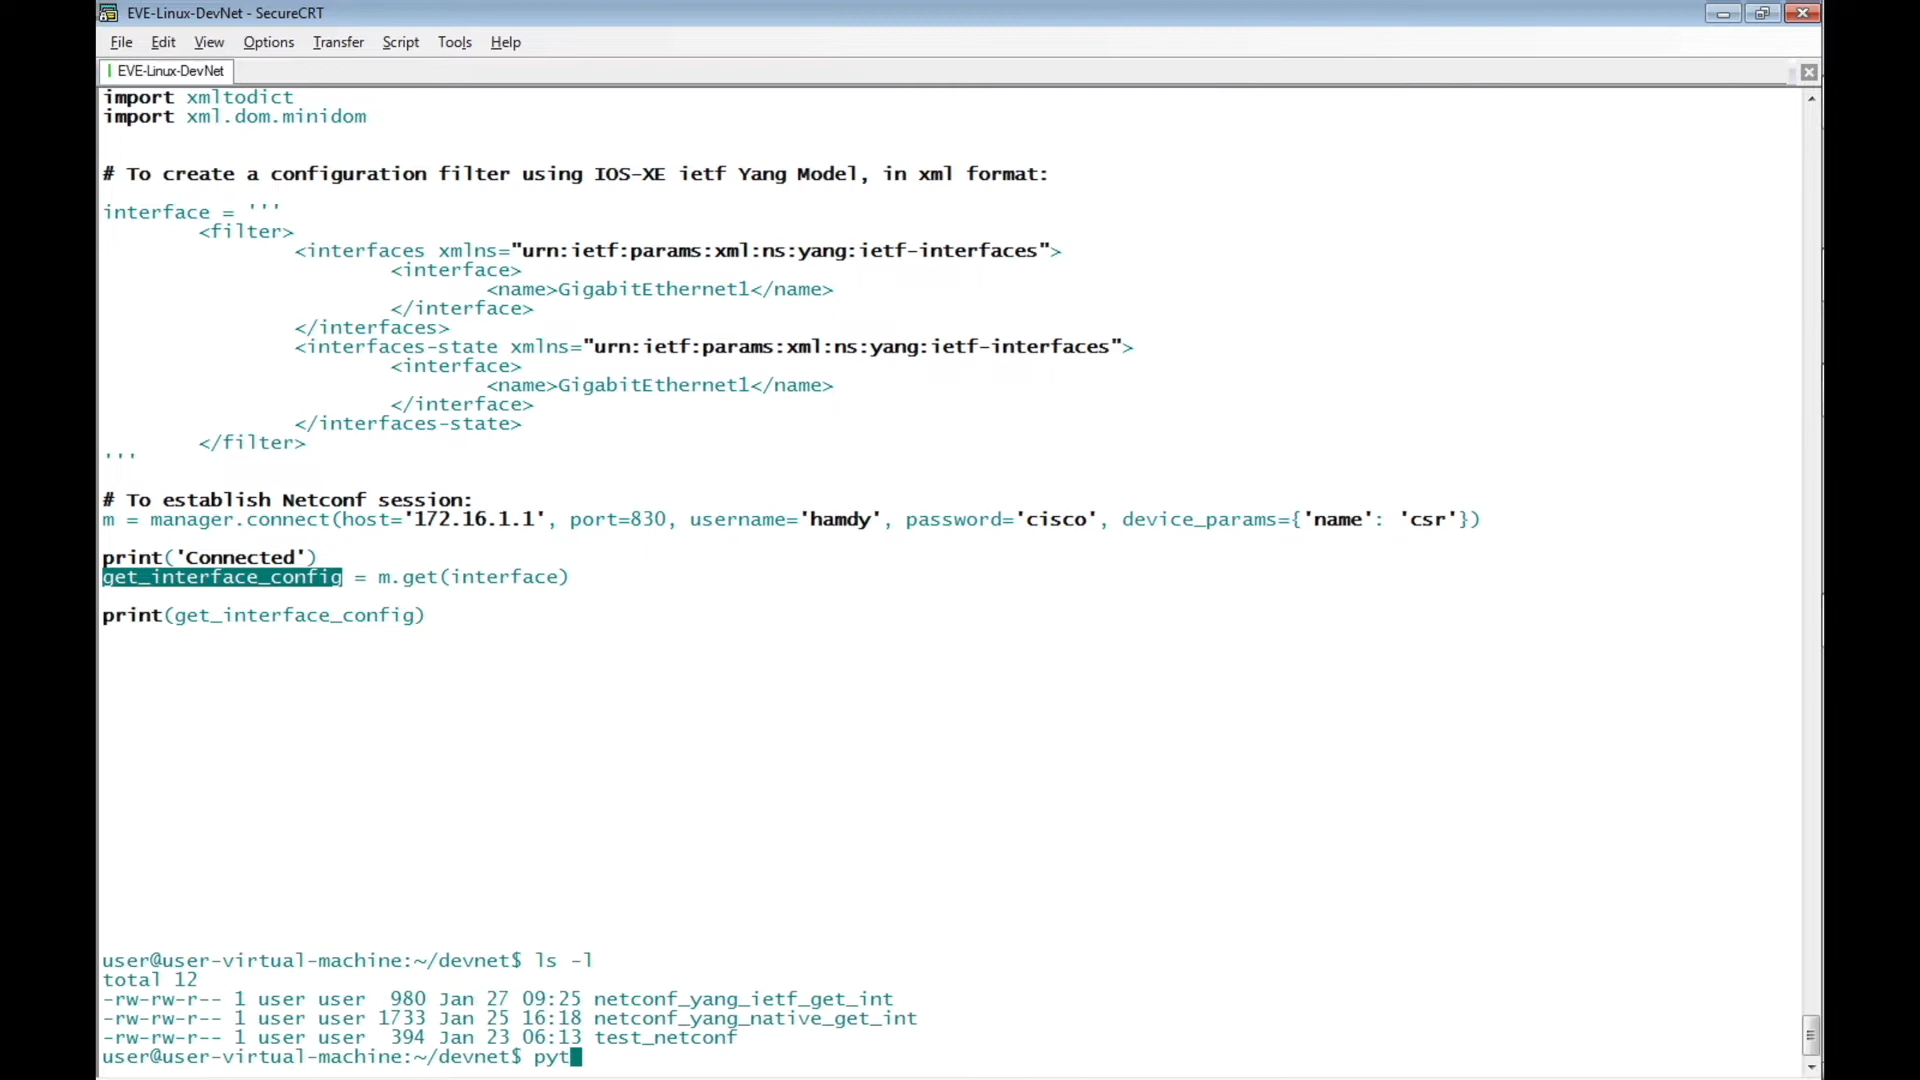 EVE-Linux-DevNet - SecureCRT
File Edit View Options Transfer Script Tools Help
EVE-Linux-DevNet
import xmltodict
import xml.dom.minidom
# To create a configuration filter using IOS-XE ietf Yang Model, in xml format:
interface = '''
<filter>
<interfaces xmlns="urn:ietf:params:xml:ns:yang:ietf-interfaces">
<interface>
<name>GigabitEthernet1</name>
</interface>
</interfaces>
<interfaces-state xmlns="urn:ietf:params:xml:ns:yang:ietf-interfaces">
<interface>
<name>GigabitEthernet1</name>
</interface>
</interfaces-state>
</filter>
'''
# To establish Netconf session:
m = manager.connect(host='172.16.1.1', port=830, username='hamdy', password='cisco', device_params={'name': 'csr'})
print('Connected')
get_interface_config = m.get(interface)
print(get_interface_config)
user@user-virtual-machine:~/devnet$ ls -l
total 12
-rw-rw-r-- 1 user user  980 Jan 27 09:25 netconf_yang_ietf_get_int
-rw-rw-r-- 1 user user 1733 Jan 25 16:18 netconf_yang_native_get_int
-rw-rw-r-- 1 user user  394 Jan 23 06:13 test_netconf
user@user-virtual-machine:~/devnet$ pyt